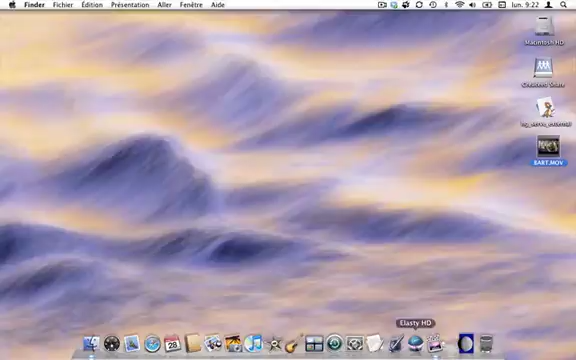 Finder Fichier Édition Présentation Aller Fenêtre Aide lun. 9:22
Macintosh HD
BART.MOV
Elasty HD
28